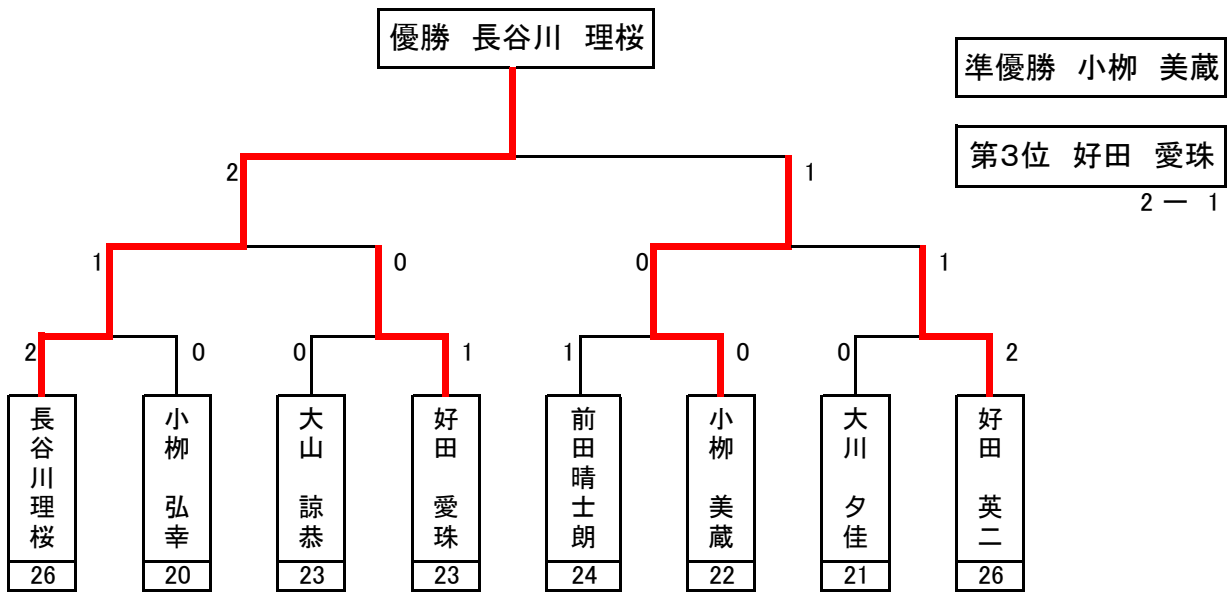 優勝 長谷川 理桜
準優勝 小栁 美蔵
第3位 好田 愛珠
2 ー 1
2
1
1
0
0
1
2
0
0
1
1
0
0
2
長谷川理桜
小栁 弘幸
大山 諒恭
好田 愛珠
前田晴士朗
小栁 美蔵
大川 夕佳
好田 英二
26
20
23
23
24
22
21
26